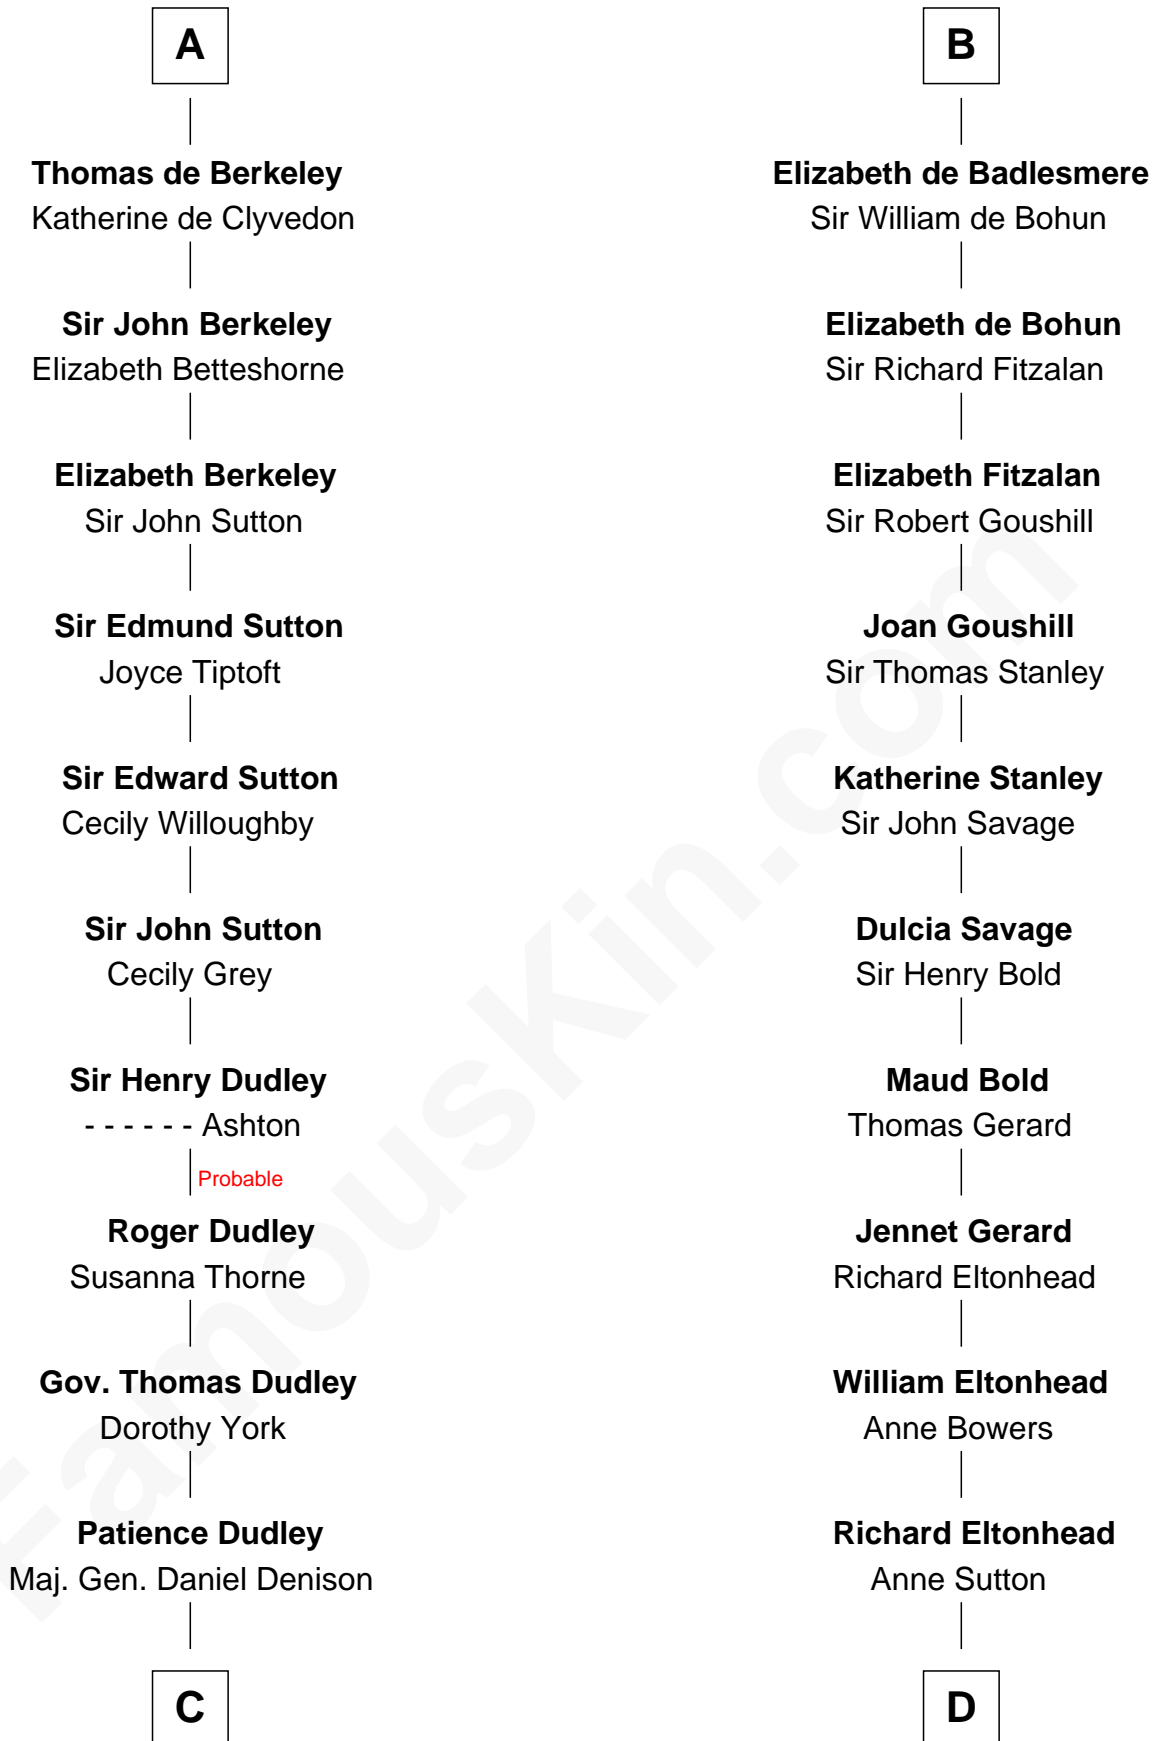 A
Thomas de Berkeley
Katherine de Clyvedon
Sir John Berkeley
Elizabeth Betteshorne
Elizabeth Berkeley
Sir John Sutton
Sir Edmund Sutton
Joyce Tiptoft
Sir Edward Sutton
Cecily Willoughby
Sir John Sutton
Cecily Grey
Sir Henry Dudley
- - - - - - Ashton
Probable
Roger Dudley
Susanna Thorne
Gov. Thomas Dudley
Dorothy York
Patience Dudley
Maj. Gen. Daniel Denison
C
B
Elizabeth de Badlesmere
Sir William de Bohun
Elizabeth de Bohun
Sir Richard Fitzalan
Elizabeth Fitzalan
Sir Robert Goushill
Joan Goushill
Sir Thomas Stanley
Katherine Stanley
Sir John Savage
Dulcia Savage
Sir Henry Bold
Maud Bold
Thomas Gerard
Jennet Gerard
Richard Eltonhead
William Eltonhead
Anne Bowers
Richard Eltonhead
Anne Sutton
D
FamousKin.com